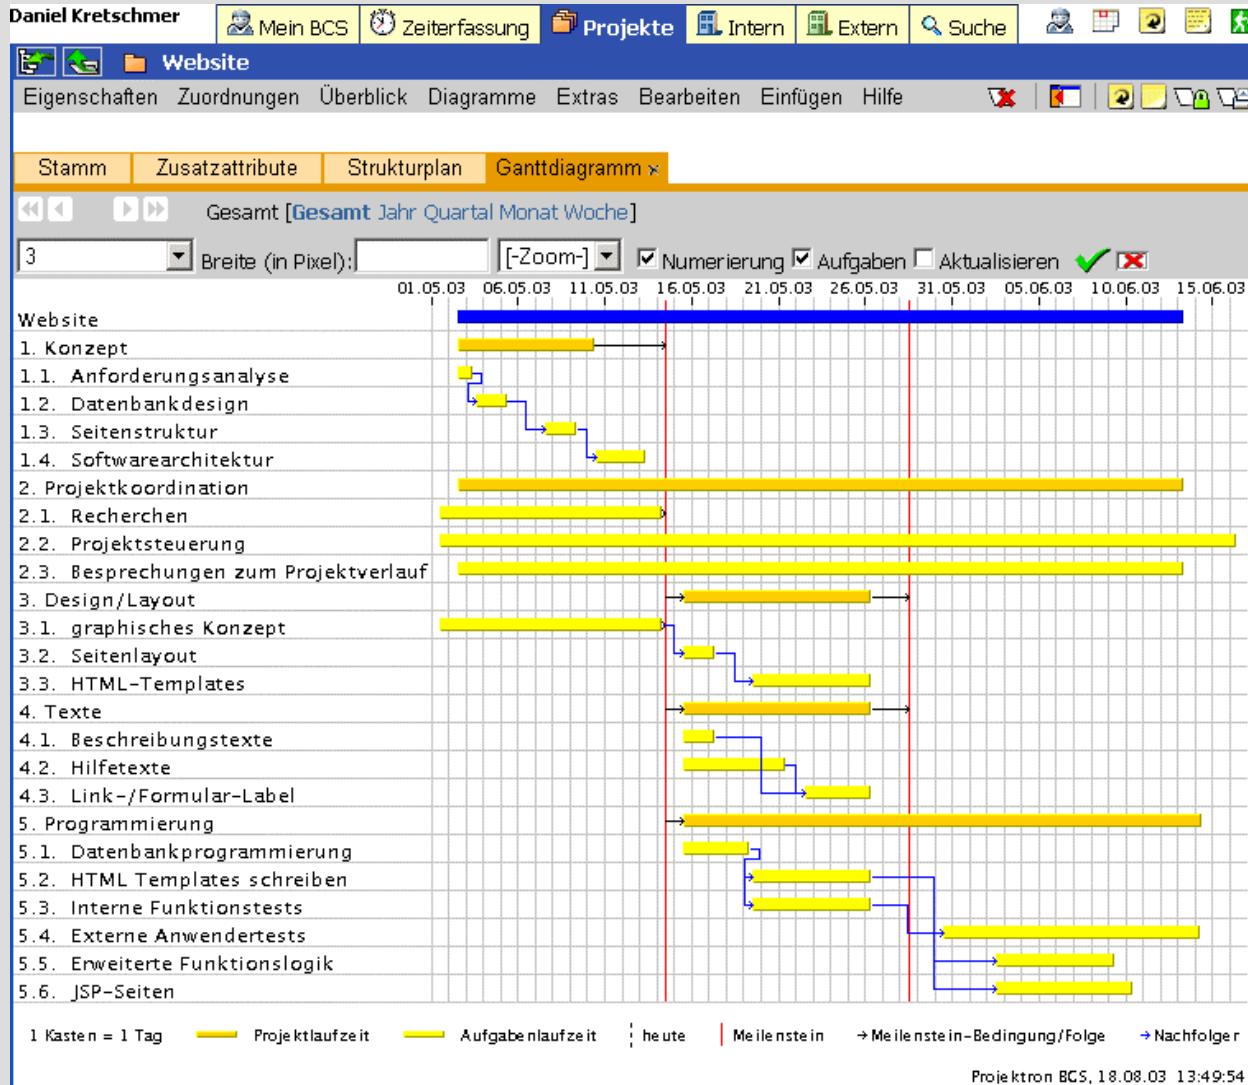 Daniel Kretschmer
Mein BCS Zeiterfassung Projekte Intern Extern Suche
Website
Eigenschaften Zuordnungen Überblick Diagramme Extras Bearbeiten Einfügen Hilfe
Stamm Zusatzattribute Strukturplan Ganttdiagramm ×
Gesamt [Gesamt Jahr Quartal Monat Woche]
3 Breite (in Pixel): [-Zoom-] Numerierung Aufgaben Aktualisieren
01.05.03 06.05.03 11.05.03 16.05.03 21.05.03 26.05.03 31.05.03 05.06.03 10.06.03 15.06.03
Website
1. Konzept
1.1. Anforderungsanalyse
1.2. Datenbankdesign
1.3. Seitenstruktur
1.4. Softwarearchitektur
2. Projektkoordination
2.1. Recherchen
2.2. Projektsteuerung
2.3. Besprechungen zum Projektverlauf
3. Design/Layout
3.1. graphisches Konzept
3.2. Seitenlayout
3.3. HTML-Templates
4. Texte
4.1. Beschreibungstexte
4.2. Hilfetexte
4.3. Link-/Formular-Label
5. Programmierung
5.1. Datenbankprogrammierung
5.2. HTML Templates schreiben
5.3. Interne Funktionstests
5.4. Externe Anwendertests
5.5. Erweiterte Funktionslogik
5.6. JSP-Seiten
1 Kasten = 1 Tag Projektlaufzeit Aufgabenlaufzeit heute Meilenstein Meilenstein-Bedingung/Folge Nachfolger
Projektron BCS, 18.08.03 13:49:54